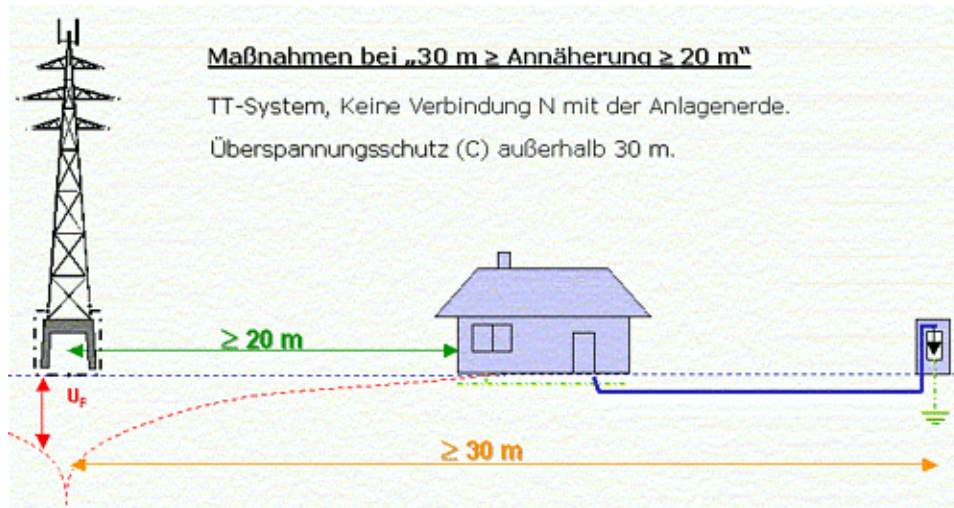 Maßnahmen bei „30 m ≥ Annäherung ≥ 20 m“
TT-System, Keine Verbindung N mit der Anlagenerde.
Überspannungsschutz (C) außerhalb 30 m.
≥ 20 m
U_F
≥ 30 m